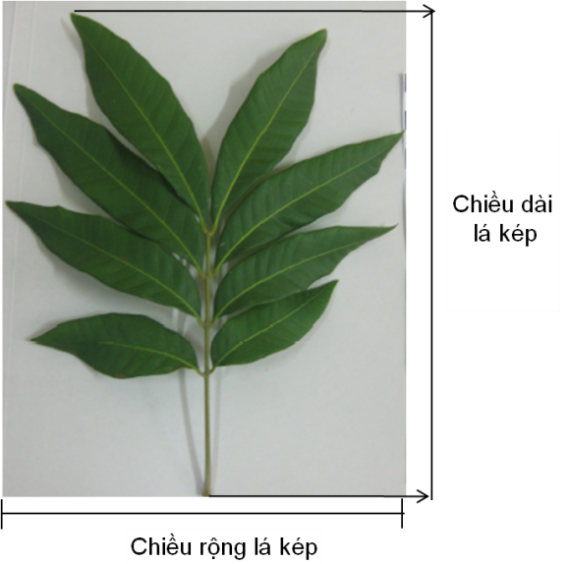 Chiều dài
lá kép
Chiều rộng lá kép